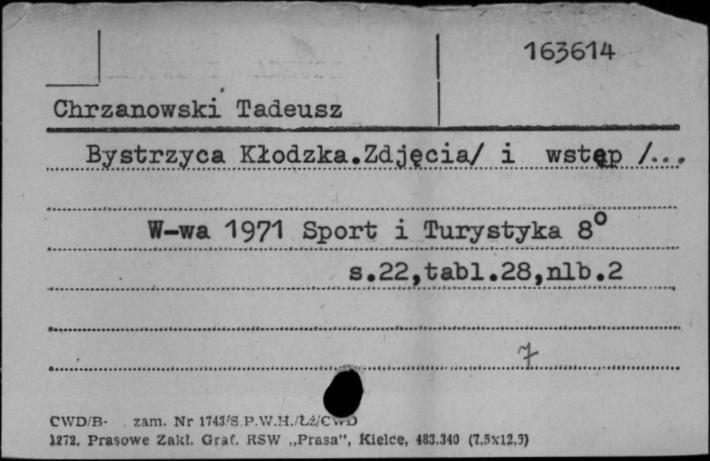 163614
Chrzanowski Tadeusz
Bystrzyca Kłodzka.Zdjęcia/ i wstęp /...
W-wa 1971 Sport i Turystyka 8°
s.22,tabl.28,nlb.2
7
CWD/B- zam. Nr 1743/S.P.W.H./Łź/CWD
1272. Prasowe Zakł. Graf. RSW „Prasa”, Kielce, 483.340 (7,5x12,5)